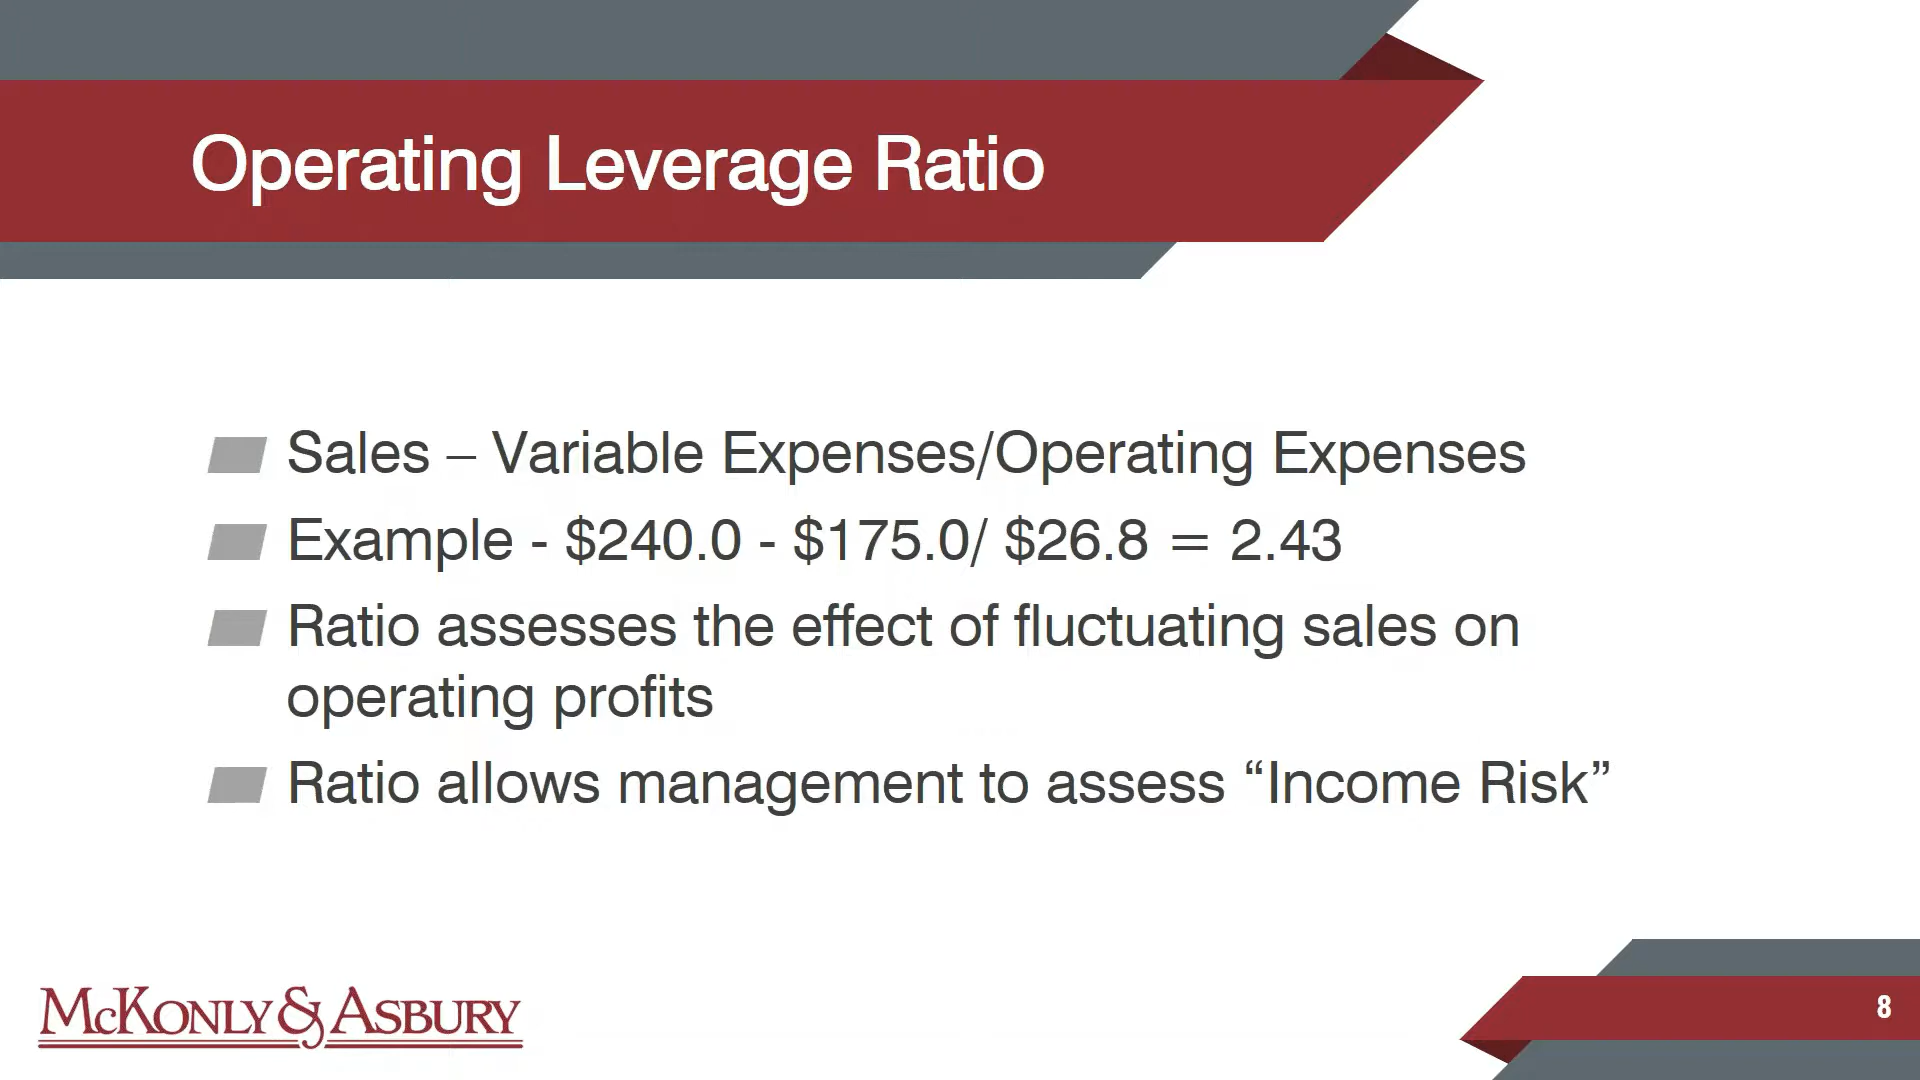 Operating Leverage Ratio
Sales – Variable Expenses/Operating Expenses
Example - $240.0 - $175.0/ $26.8 = 2.43
Ratio assesses the effect of fluctuating sales on
operating profits
Ratio allows management to assess “Income Risk”
McKonly & Asbury
8